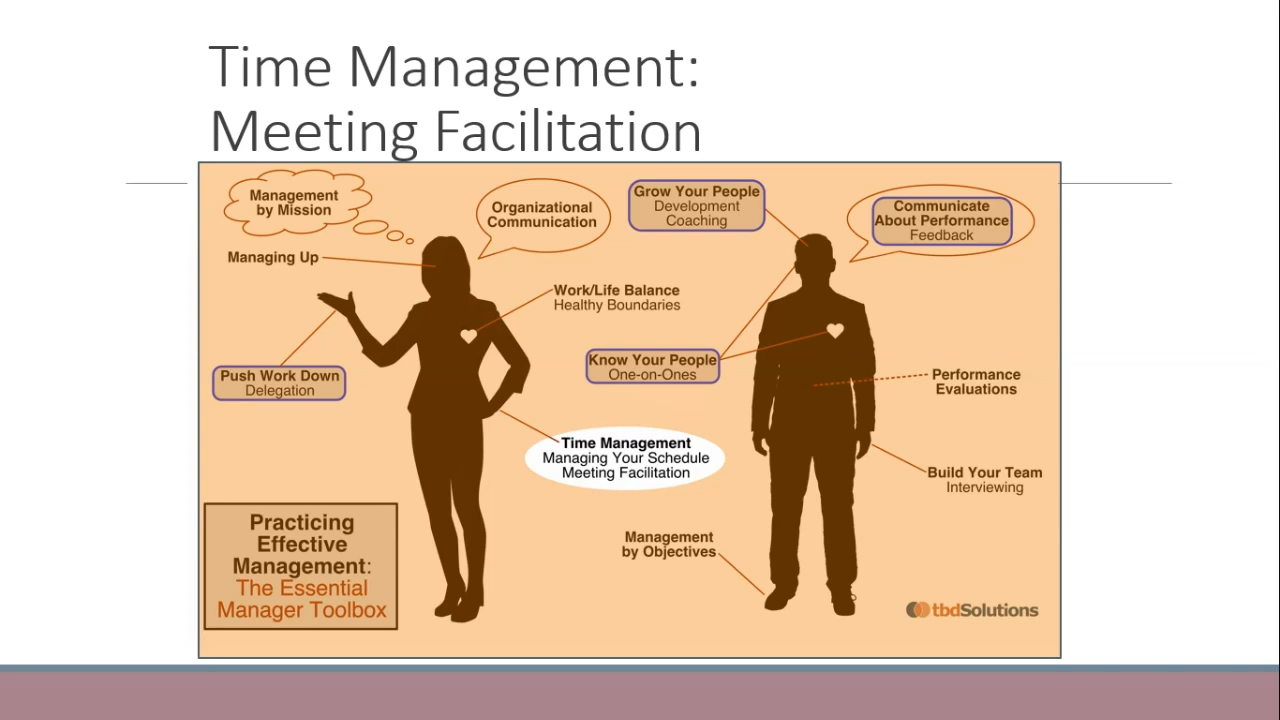 Time Management:
Meeting Facilitation
Management
by Mission
Organizational
Communication
Managing Up
Work/Life Balance
Healthy Boundaries
Push Work Down
Delegation
Time Management
Managing Your Schedule
Meeting Facilitation
Practicing
Effective
Management:
The Essential
Manager Toolbox
Grow Your People
Development
Coaching
Communicate
About Performance
Feedback
Know Your People
One-on-Ones
Performance
Evaluations
Build Your Team
Interviewing
Management
by Objectives
tbdSolutions